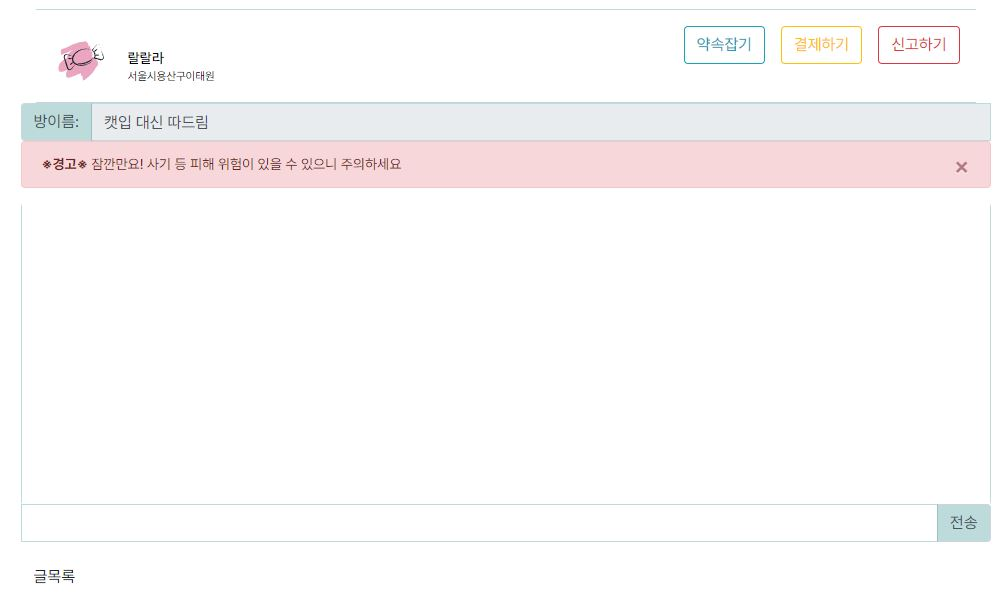 랄랄라
서울시용산구이태원
약속잡기 결제하기 신고하기
방이름: 캣입 대신 따드림
※경고※ 잠깐만요! 사기 등 피해 위험이 있을 수 있으니 주의하세요 ×
전송
글목록